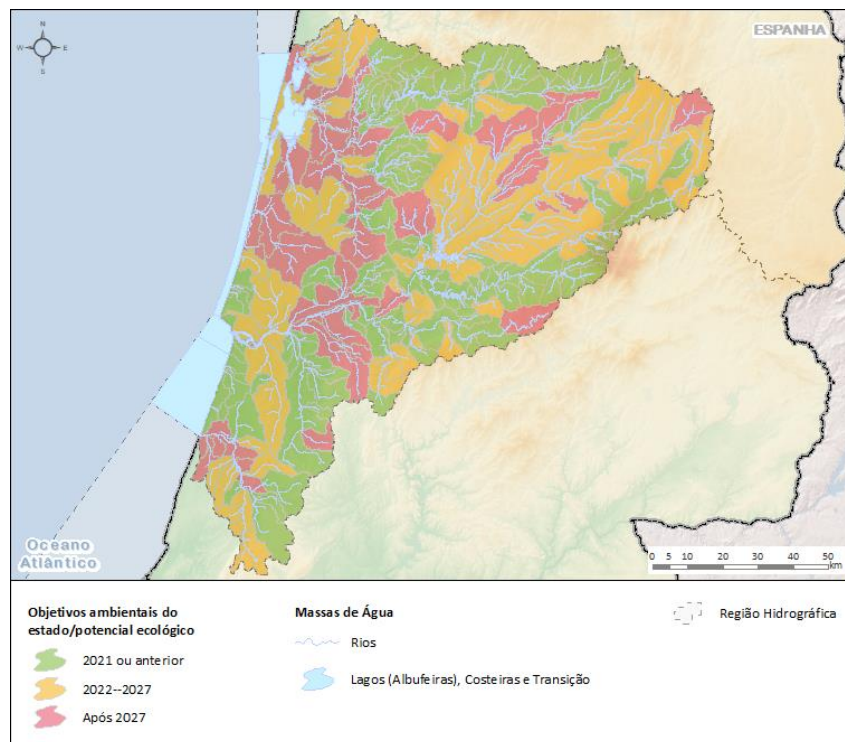 N
W
E
S
ESPANHA
Oceano
Atlântico
0 5 10 20 30 40 50
km
Objetivos ambientais do
estado/potencial ecológico
2021 ou anterior
2022--2027
Após 2027
Massas de Água
Rios
Lagos (Albufeiras), Costeiras e Transição
Região Hidrográfica